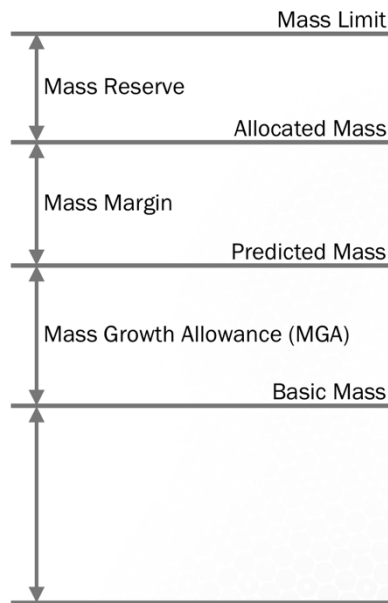 Mass Limit
Mass Reserve
Allocated Mass
Mass Margin
Predicted Mass
Mass Growth Allowance (MGA)
Basic Mass